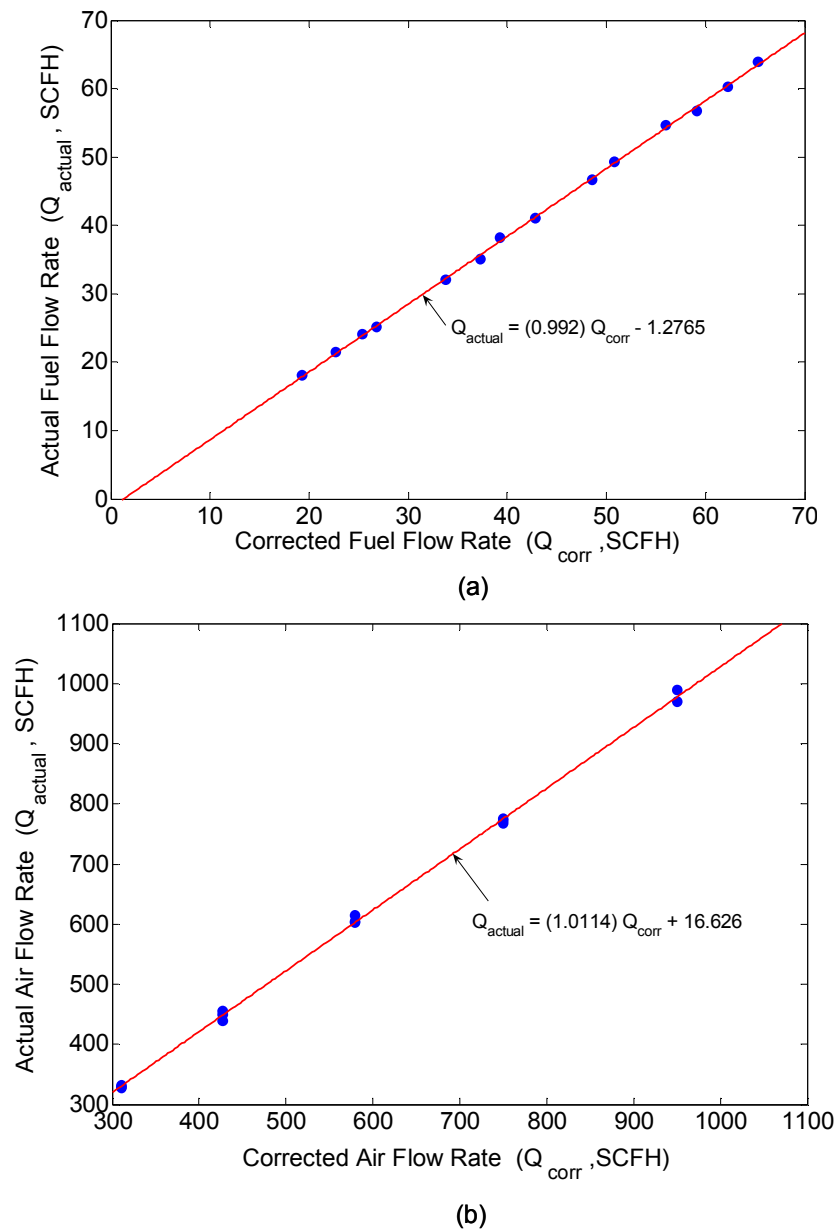 Actual Fuel Flow Rate (Q_actual, SCFH)
70
60
50
40
30
20
10
0
Q_actual = (0.992) Q_corr - 1.2765
0 10 20 30 40 50 60 70
Corrected Fuel Flow Rate (Q_corr ,SCFH)
(a)
Actual Air Flow Rate (Q_actual, SCFH)
1100
1000
900
800
700
600
500
400
300
Q_actual = (1.0114) Q_corr + 16.626
300 400 500 600 700 800 900 1000 1100
Corrected Air Flow Rate (Q_corr ,SCFH)
(b)